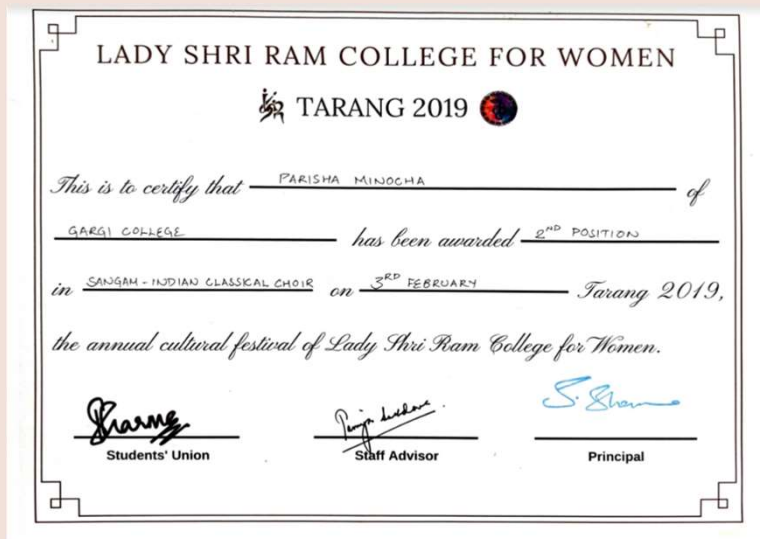 LADY SHRI RAM COLLEGE FOR WOMEN
TARANG 2019
This is to certify that PARISHA MINOCHA of
GARGI COLLEGE has been awarded 2ND POSITION
in SANGAM - INDIAN CLASSICAL CHOIR on 3RD FEBRUARY Tarang 2019,
the annual cultural festival of Lady Shri Ram College for Women.
Sharma
S. Sharma
Students' Union Staff Advisor Principal